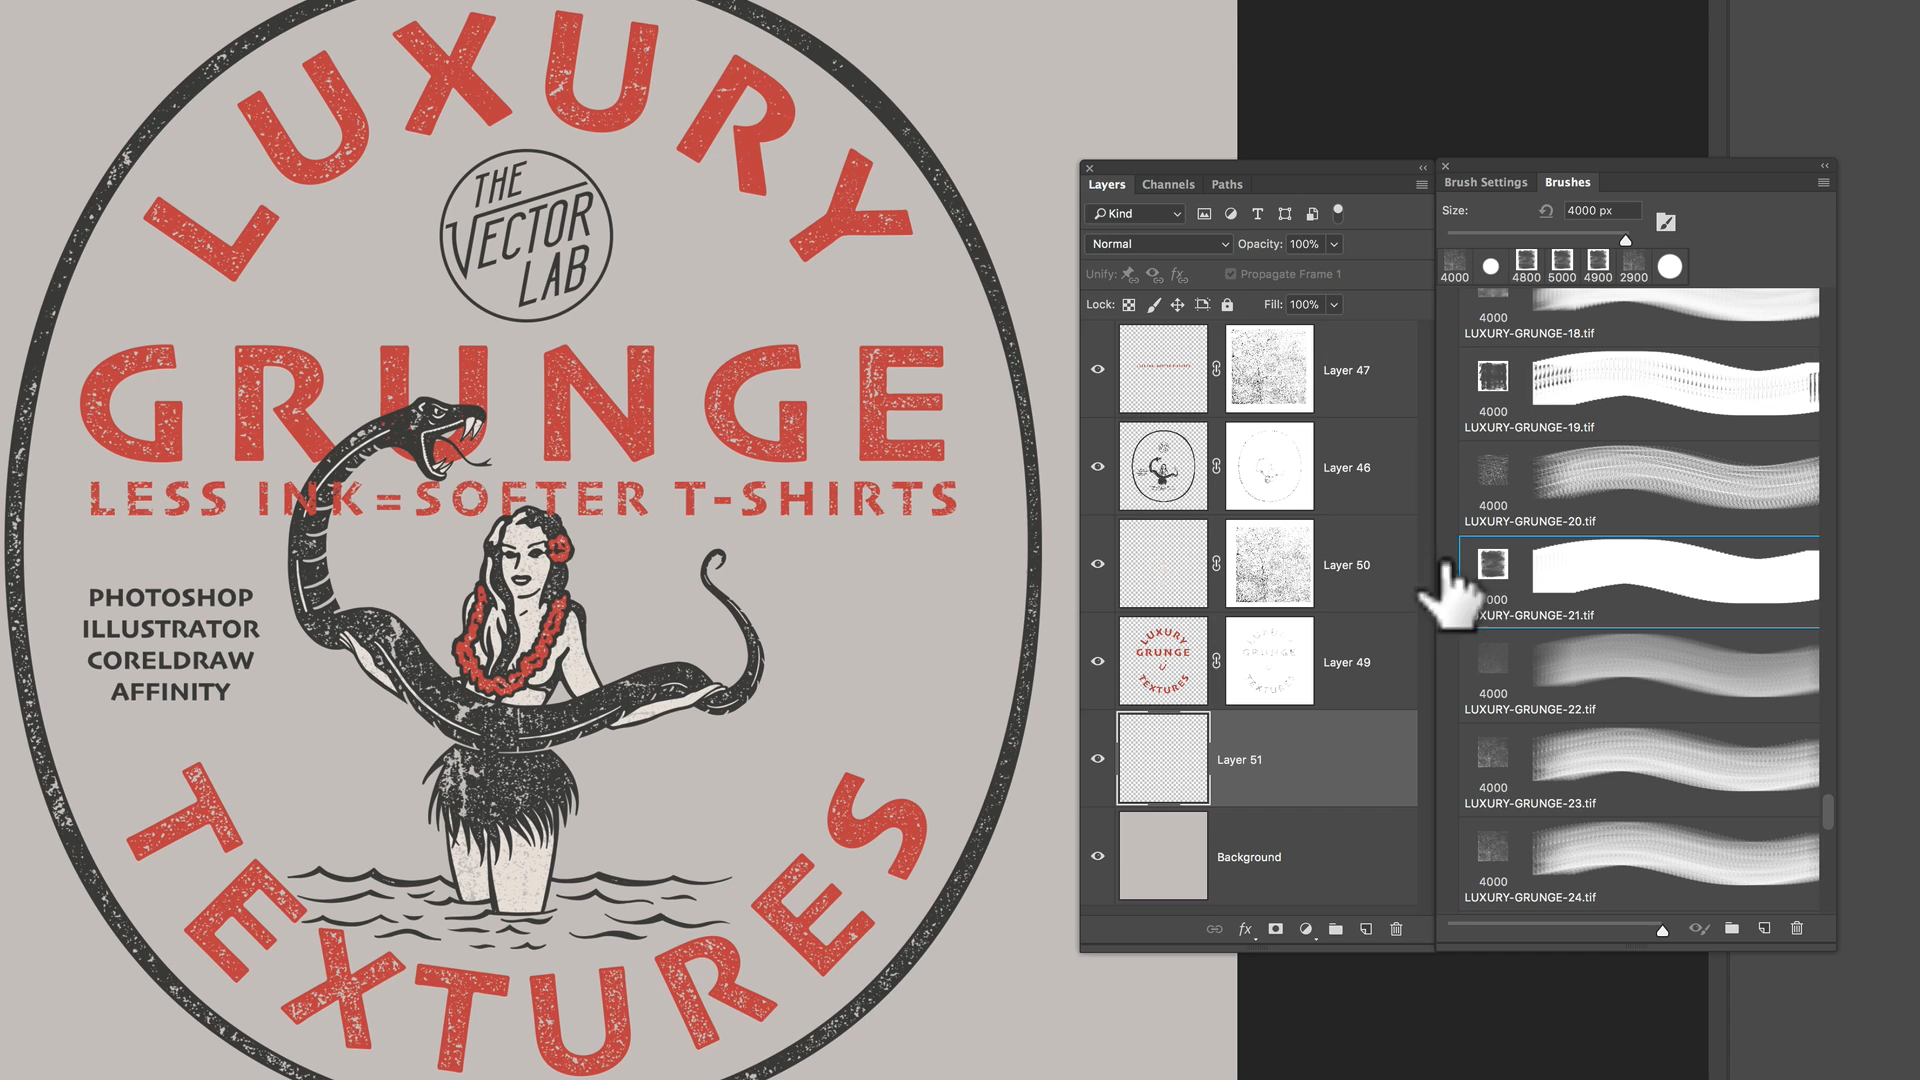 LUXURY
THE
VECTOR
LAB
GRUNGE
LESS INK=SOFTER T-SHIRTS
PHOTOSHOP
ILLUSTRATOR
CORELDRAW
AFFINITY
TEXTURES
Layers Channels Paths
Kind
Normal Opacity: 100%
Unify: Propagate Frame 1
Lock: Fill: 100%
Layer 47
Layer 46
Layer 50
LUXURY
GRUNGE
TEXTURES
Layer 49
Layer 51
Background
fx
Brush Settings Brushes
Size: 4000 px
4000 4800 5000 4900 2900
4000
LUXURY-GRUNGE-18.tif
4000
LUXURY-GRUNGE-19.tif
4000
LUXURY-GRUNGE-20.tif
000
UXURY-GRUNGE-21.tif
4000
LUXURY-GRUNGE-22.tif
4000
LUXURY-GRUNGE-23.tif
4000
LUXURY-GRUNGE-24.tif